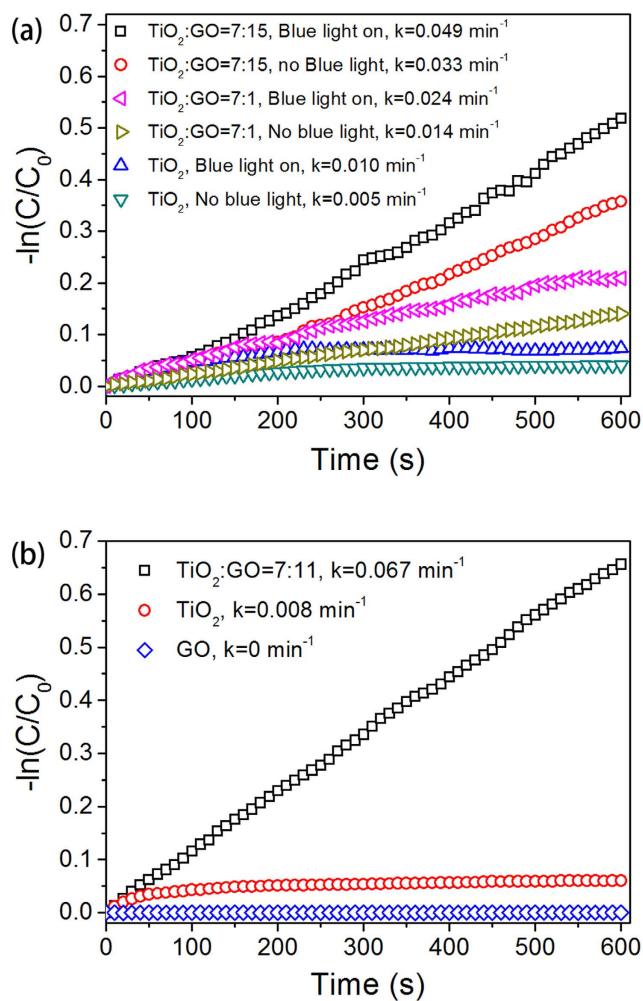 (a)
TiO₂:GO=7:15, Blue light on, k=0.049 min⁻¹
TiO₂:GO=7:15, no Blue light, k=0.033 min⁻¹
TiO₂:GO=7:1, Blue light on, k=0.024 min⁻¹
TiO₂:GO=7:1, No blue light, k=0.014 min⁻¹
TiO₂, Blue light on, k=0.010 min⁻¹
TiO₂, No blue light, k=0.005 min⁻¹
-ln(C/C₀)
0.7
0.6
0.5
0.4
0.3
0.2
0.1
0.0
0 100 200 300 400 500 600
Time (s)
(b)
TiO₂:GO=7:11, k=0.067 min⁻¹
TiO₂, k=0.008 min⁻¹
GO, k=0 min⁻¹
-ln(C/C₀)
0.7
0.6
0.5
0.4
0.3
0.2
0.1
0.0
0 100 200 300 400 500 600
Time (s)